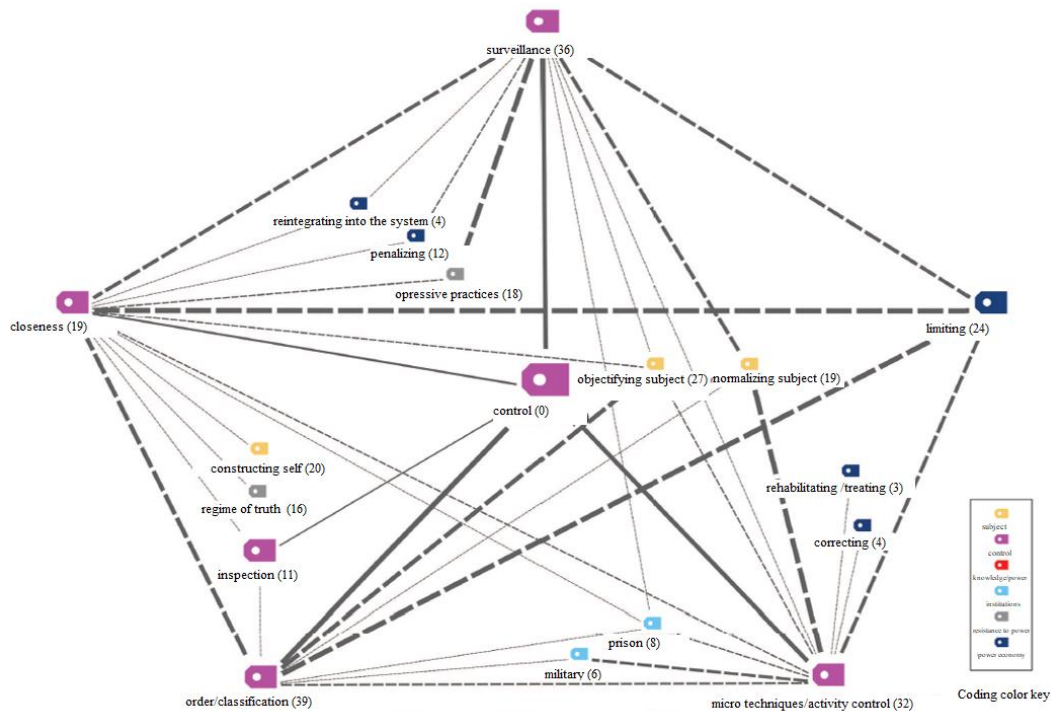 surveillance (36)
reintegrating into the system (4)
penalizing (12)
opressive practices (18)
closeness (19)
limiting (24)
objectifying subject (27)
normalizing subject (19)
control (0)
constructing self (20)
regime of truth (16)
rehabilitating /treating (3)
correcting (4)
inspection (11)
prison (8)
military (6)
order/classification (39)
micro techniques/activity control (32)
subject
control
knowledge/power
institutions
resistance to power
power economy
Coding color key